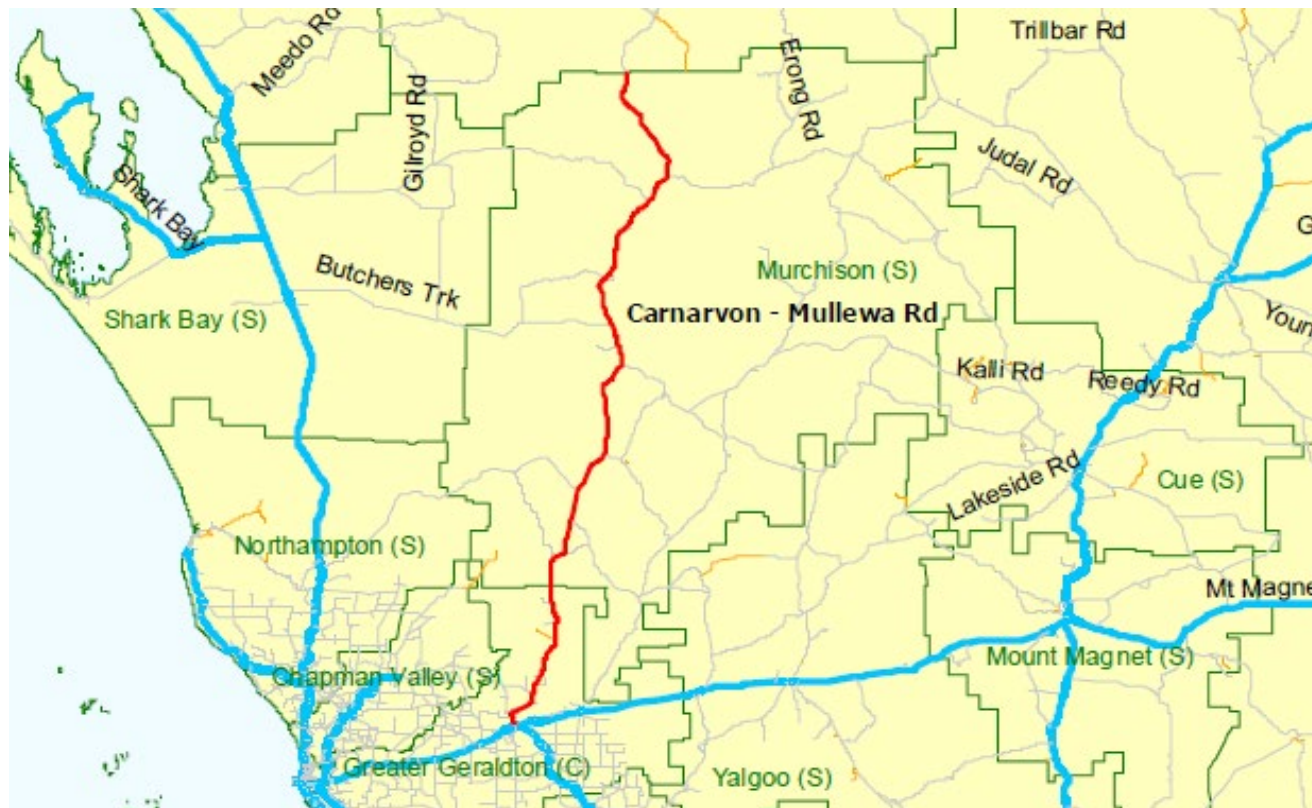 Trillbar Rd
Meedo Rd
Erong Rd
Gilroyd Rd
Judal Rd
Shark Bay
G
Butchers Trk
Murchison (S)
Shark Bay (S)
Carnarvon - Mullewa Rd
Youn
Kalli Rd
Reedy Rd
Lakeside Rd
Cue (S)
Northampton (S)
Mt Magne
Mount Magnet (S)
Chapman Valley (S)
Greater Geraldton (C)
Yalgoo (S)